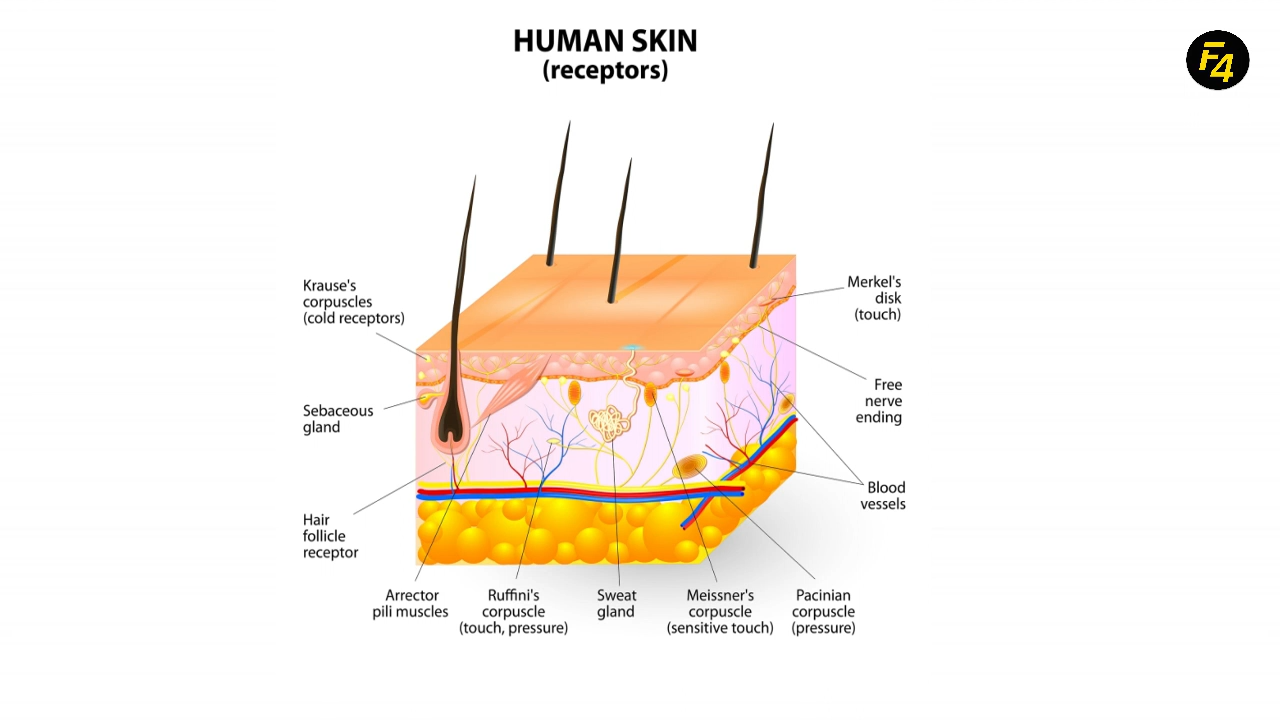 HUMAN SKIN
(receptors)
F4
Krause's
corpuscles
(cold receptors)
Merkel's
disk
(touch)
Sebaceous
gland
Free
nerve
ending
Hair
follicle
receptor
Blood
vessels
Arrector
pili muscles
Ruffini's
corpuscle
(touch, pressure)
Sweat
gland
Meissner's
corpuscle
(sensitive touch)
Pacinian
corpuscle
(pressure)